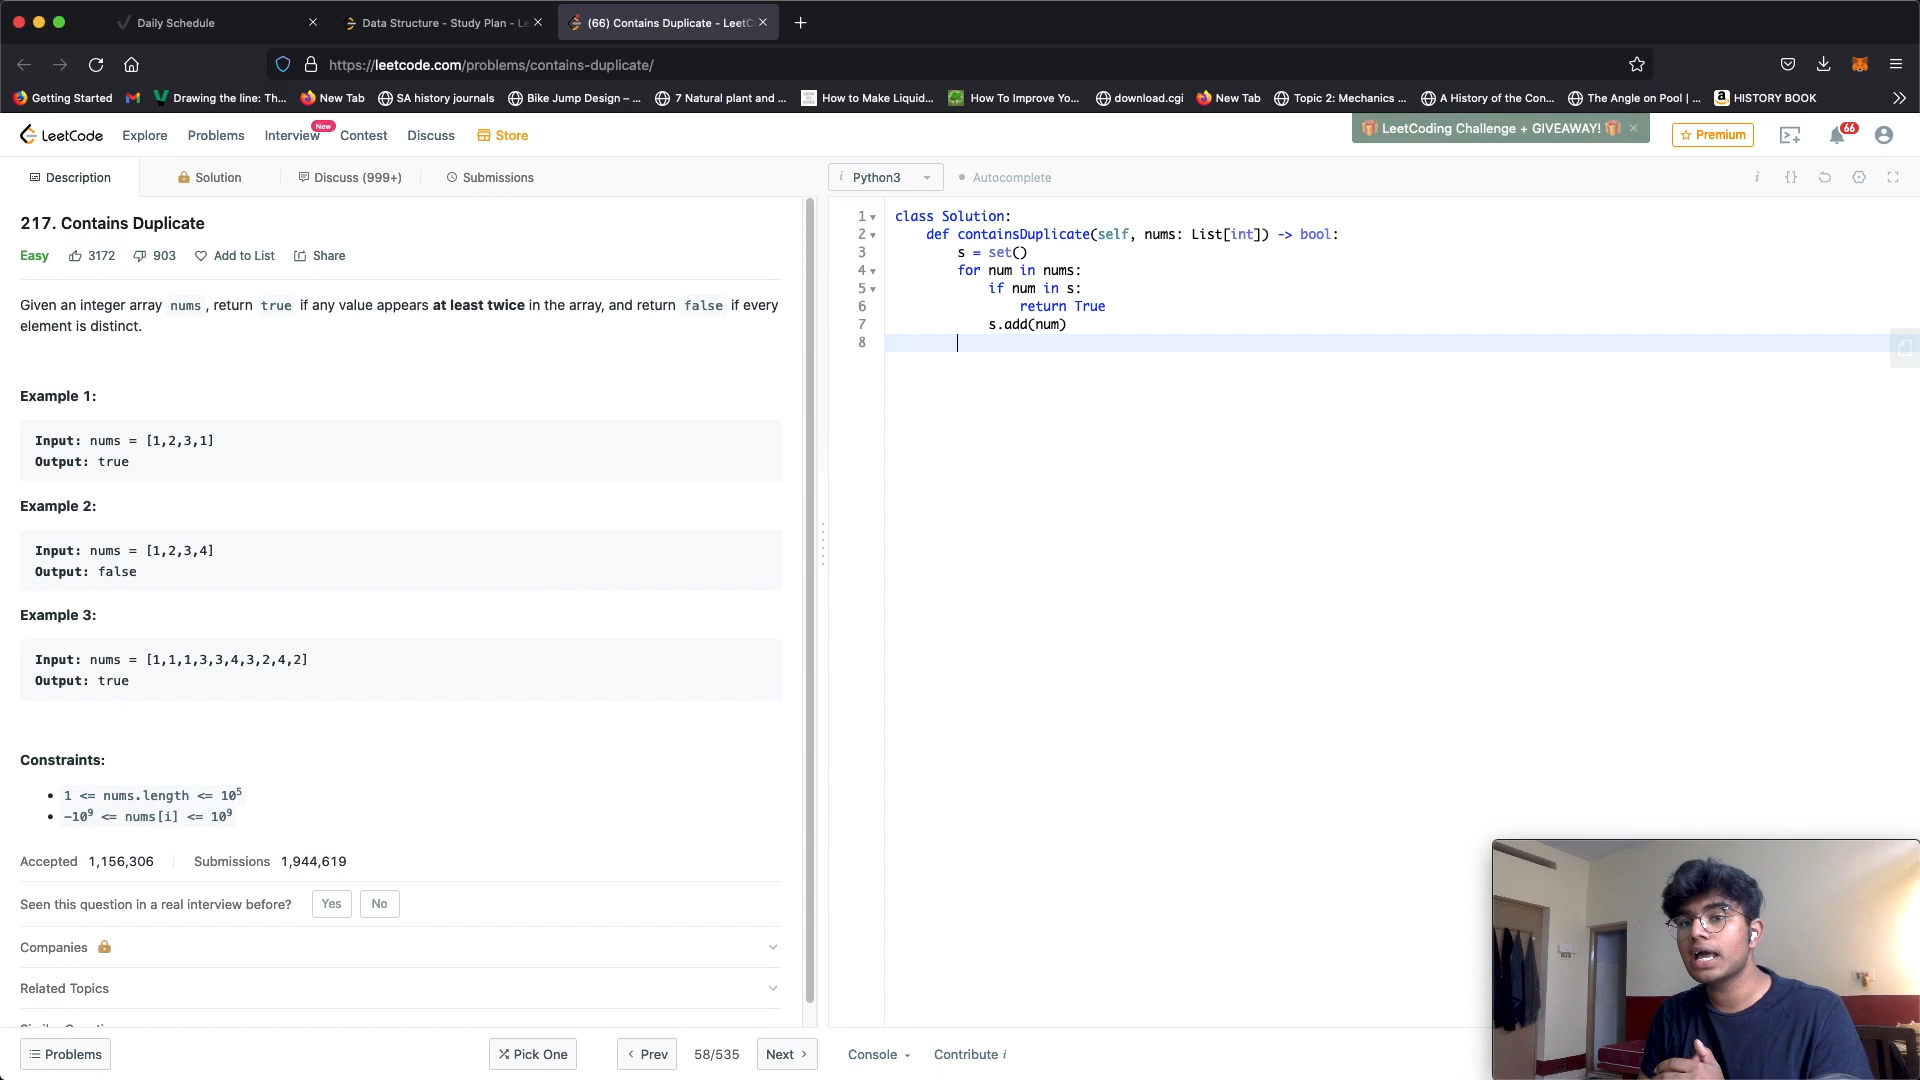 Daily Schedule
Data Structure - Study Plan - Le
(66) Contains Duplicate - LeetC
https://leetcode.com/problems/contains-duplicate/
Getting Started
Drawing the line: Th...
New Tab
SA history journals
Bike Jump Design – ...
7 Natural plant and ...
How to Make Liquid...
How To Improve Yo...
download.cgi
New Tab
Topic 2: Mechanics ...
A History of the Con...
The Angle on Pool | ...
HISTORY BOOK
LeetCode
Explore
Problems
Interview
New
Contest
Discuss
Store
LeetCoding Challenge + GIVEAWAY!
Premium
66
Description
Solution
Discuss (999+)
Submissions
Python3
Autocomplete
217. Contains Duplicate
Easy
3172
903
Add to List
Share
Given an integer array nums, return true if any value appears at least twice in the array, and return false if every
element is distinct.
Example 1:
Input: nums = [1,2,3,1]
Output: true
Example 2:
Input: nums = [1,2,3,4]
Output: false
Example 3:
Input: nums = [1,1,1,3,3,4,3,2,4,2]
Output: true
Constraints:
1 <= nums.length <= 10⁵
-10⁹ <= nums[i] <= 10⁹
Accepted 1,156,306
Submissions 1,944,619
Seen this question in a real interview before?
Yes
No
Companies
Related Topics
1 class Solution:
2 def containsDuplicate(self, nums: List[int]) -> bool:
3 s = set()
4 for num in nums:
5 if num in s:
6 return True
7 s.add(num)
8
Problems
Pick One
Prev
58/535
Next
Console
Contribute i